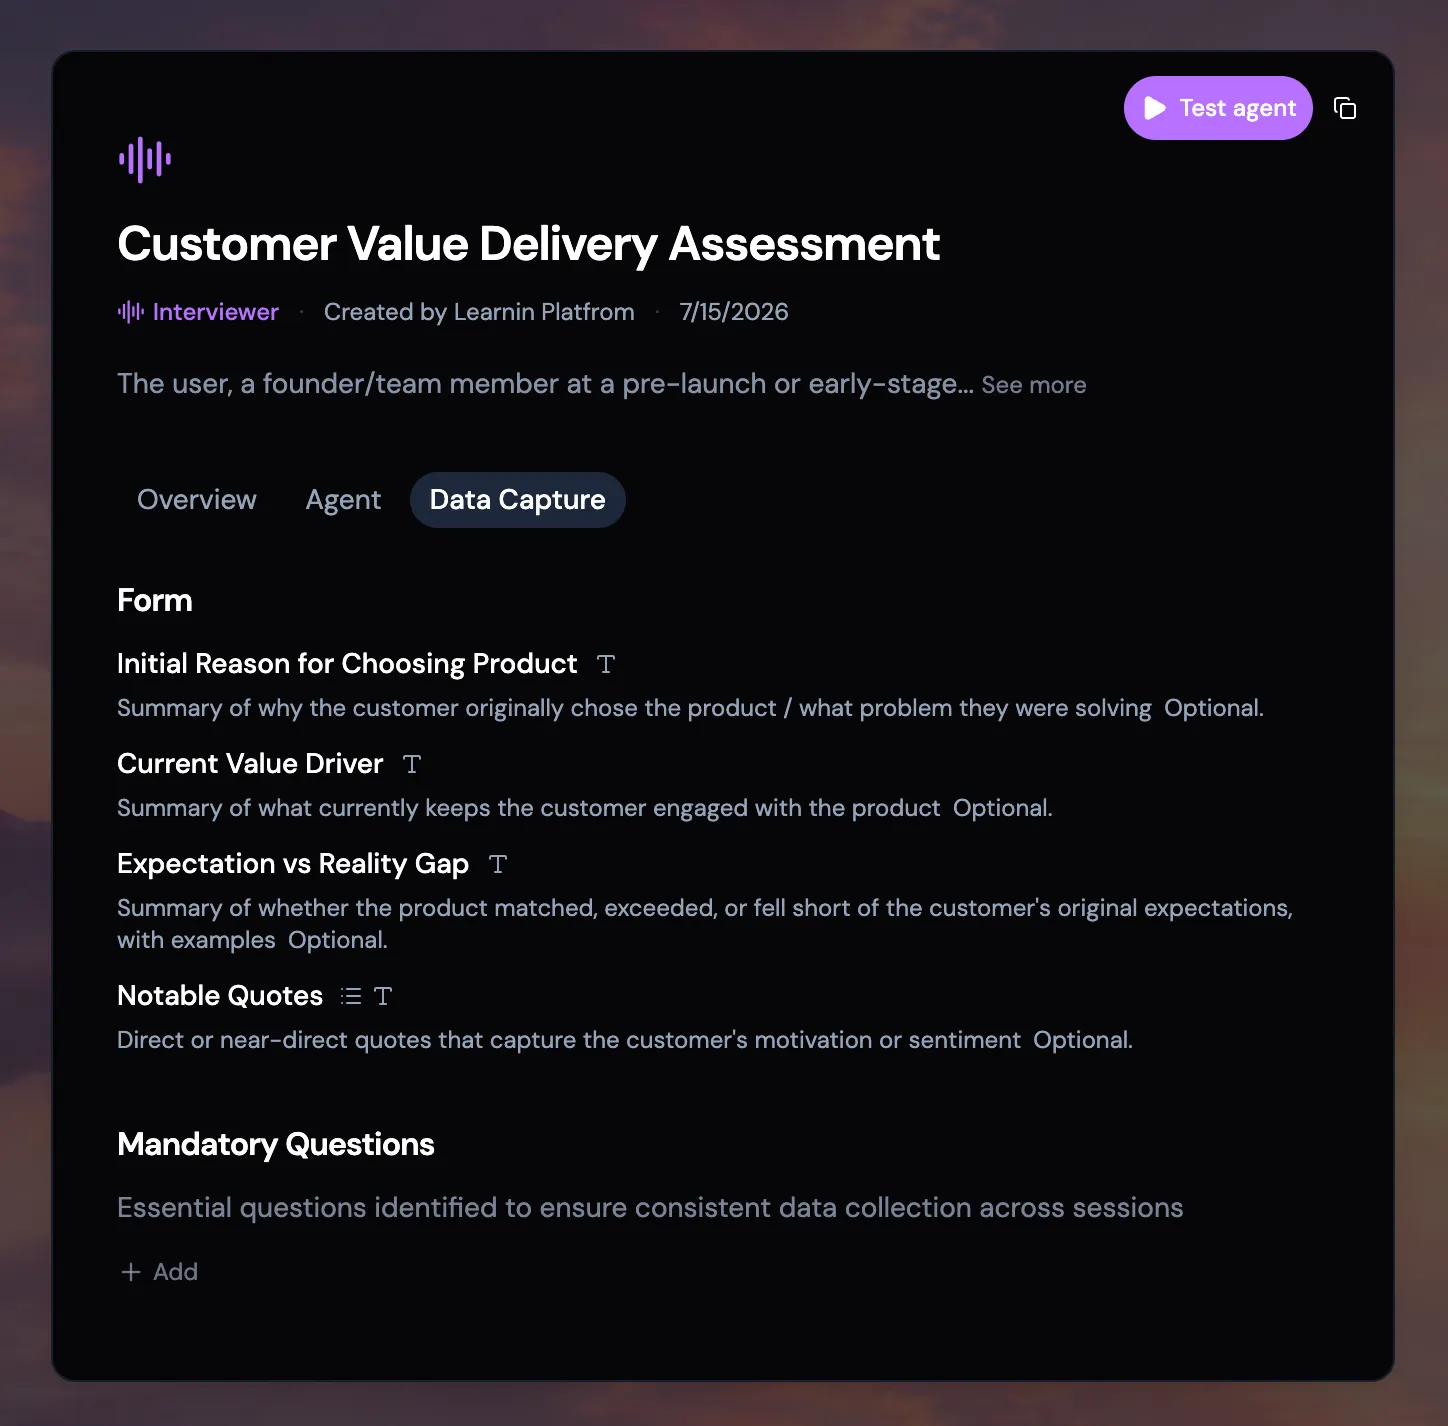 Test agent
Customer Value Delivery Assessment
Interviewer · Created by Learnin Platfrom · 7/15/2026
The user, a founder/team member at a pre-launch or early-stage... See more
Overview Agent Data Capture
Form
Initial Reason for Choosing Product
Summary of why the customer originally chose the product / what problem they were solving Optional.
Current Value Driver
Summary of what currently keeps the customer engaged with the product Optional.
Expectation vs Reality Gap
Summary of whether the product matched, exceeded, or fell short of the customer's original expectations,
with examples Optional.
Notable Quotes
Direct or near-direct quotes that capture the customer's motivation or sentiment Optional.
Mandatory Questions
Essential questions identified to ensure consistent data collection across sessions
+ Add